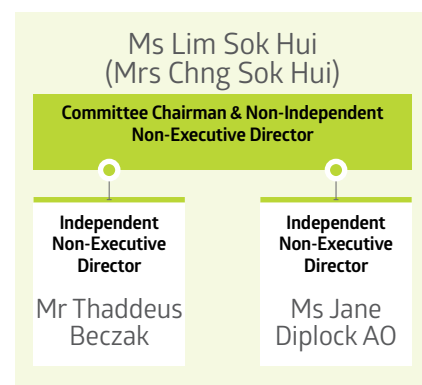 Ms Lim Sok Hui
(Mrs Chng Sok Hui)
Committee Chairman & Non-Independent
Non-Executive Director
Independent
Non-Executive
Director
Mr Thaddeus
Beczak
Independent
Non-Executive
Director
Ms Jane
Diplock AO